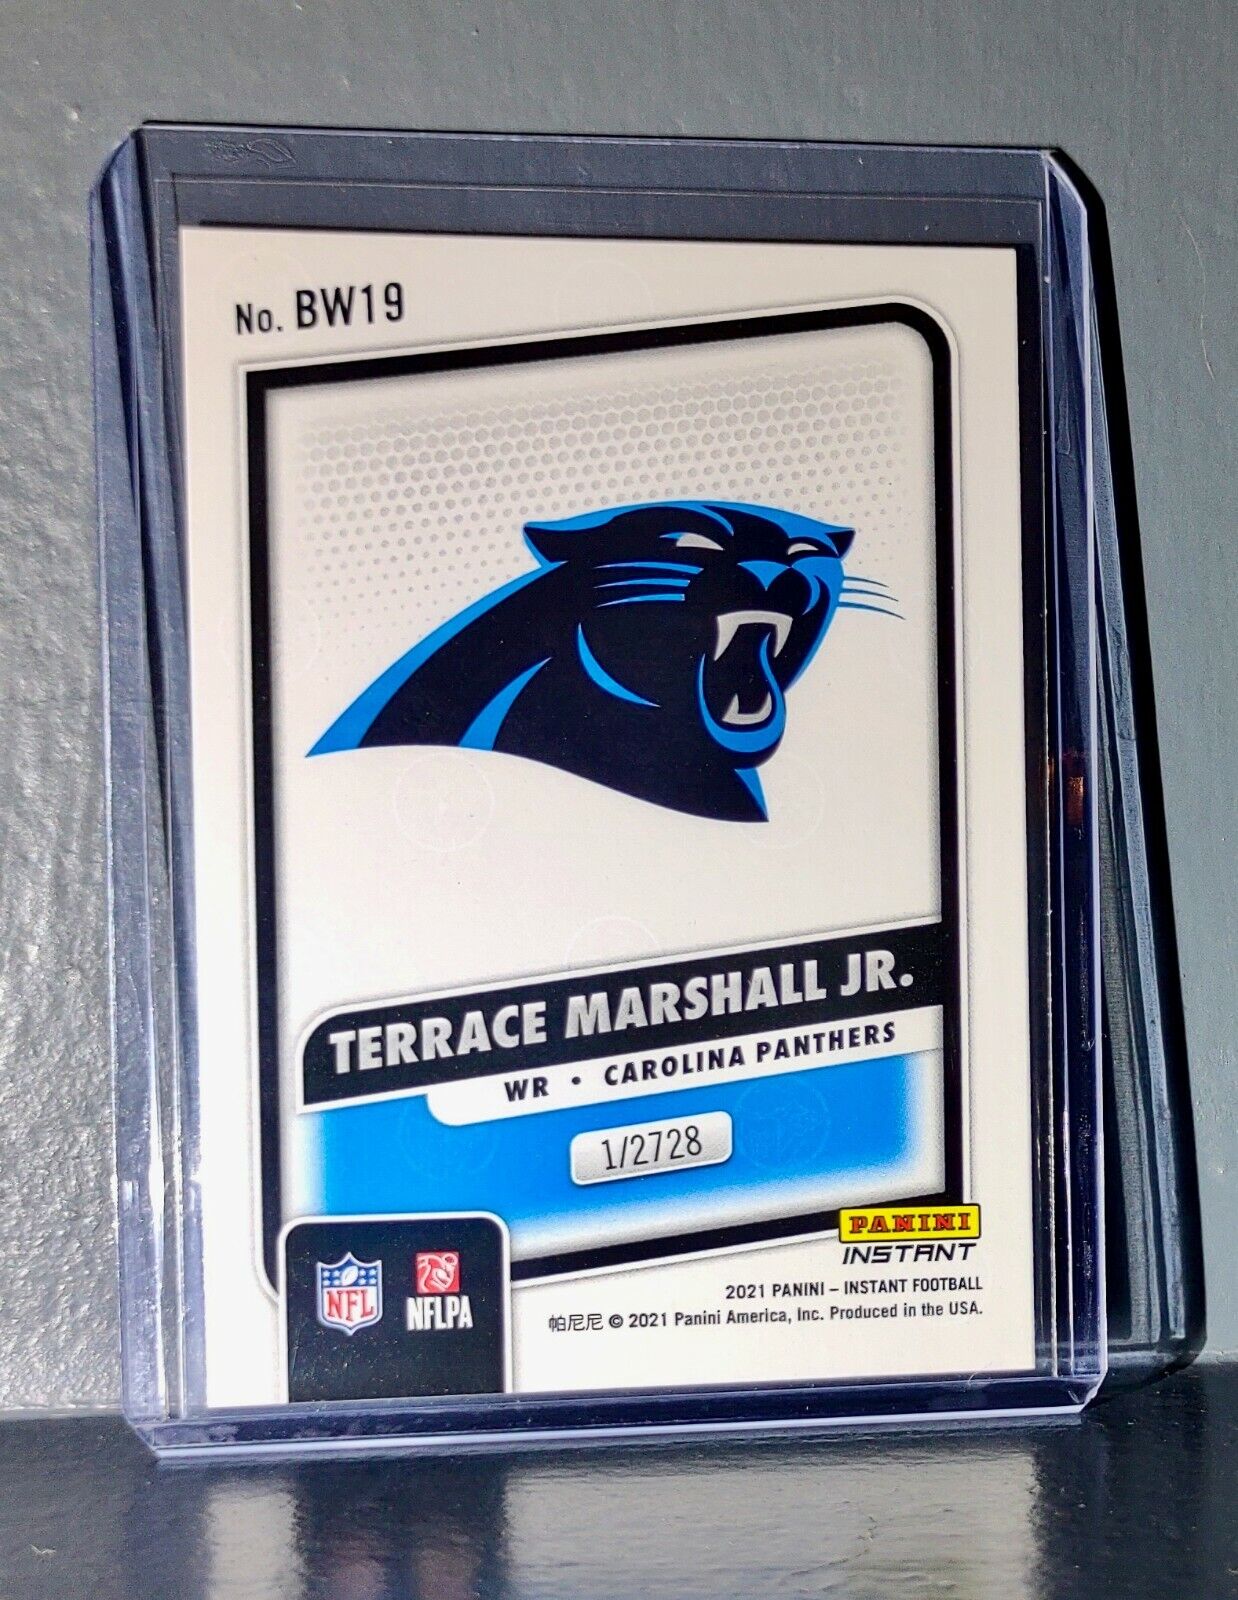 No. BW19
TERRACE MARSHALL JR.
WR • CAROLINA PANTHERS
1/2728
PANINI
INSTANT
NFL
NFLPA
2021 PANINI – INSTANT FOOTBALL
帕尼尼 © 2021 Panini America, Inc. Produced in the USA.